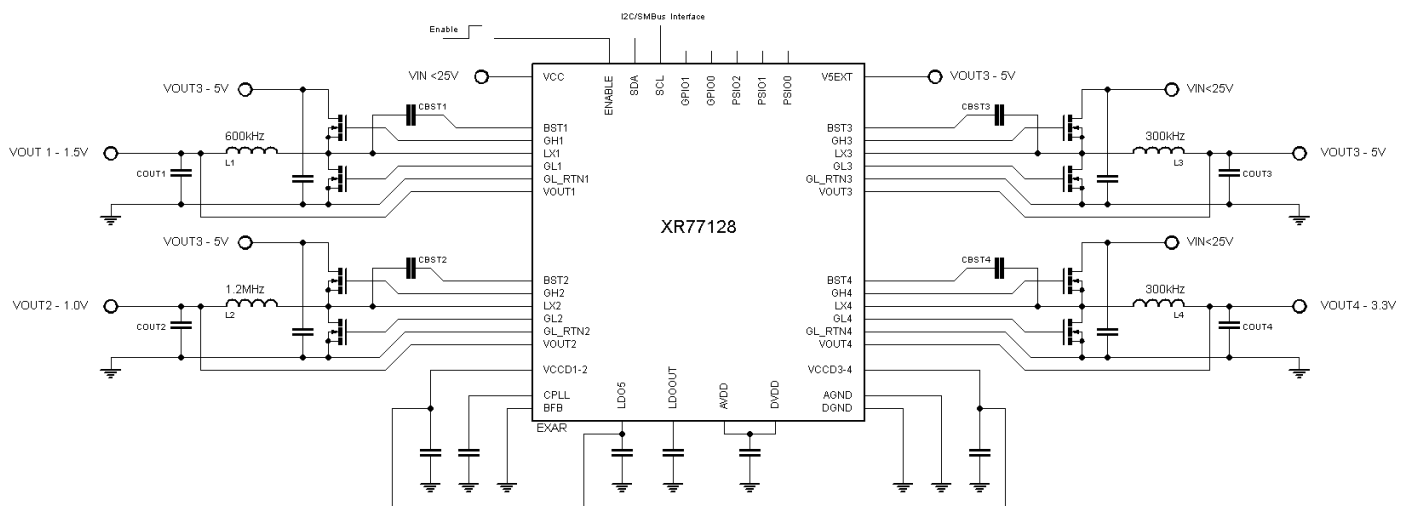 I2C/SMBus Interface
Enable
VIN <25V
VCC
ENABLE
SDA
SCL
GPIO1
GPIO0
PSIO2
PSIO1
PSIO0
V5EXT
VOUT3 - 5V
VOUT3 - 5V
CBST1
BST1
GH1
LX1
GL1
GL_RTN1
VOUT1
600kHz
L1
VOUT 1 - 1.5V
COUT1
CBST3
VIN<25V
BST3
GH3
LX3
GL3
GL_RTN3
VOUT3
300kHz
L3
VOUT3 - 5V
COUT3
XR77128
VOUT3 - 5V
CBST2
BST2
GH2
LX2
GL2
GL_RTN2
VOUT2
1.2MHz
L2
VOUT2 - 1.0V
COUT2
CBST4
VIN<25V
BST4
GH4
LX4
GL4
GL_RTN4
VOUT4
300kHz
L4
VOUT4 - 3.3V
COUT4
VCCD1-2
CPLL
BFB
LDO5
LDOOUT
AVDD
DVDD
VCCD3-4
AGND
DGND
EXAR